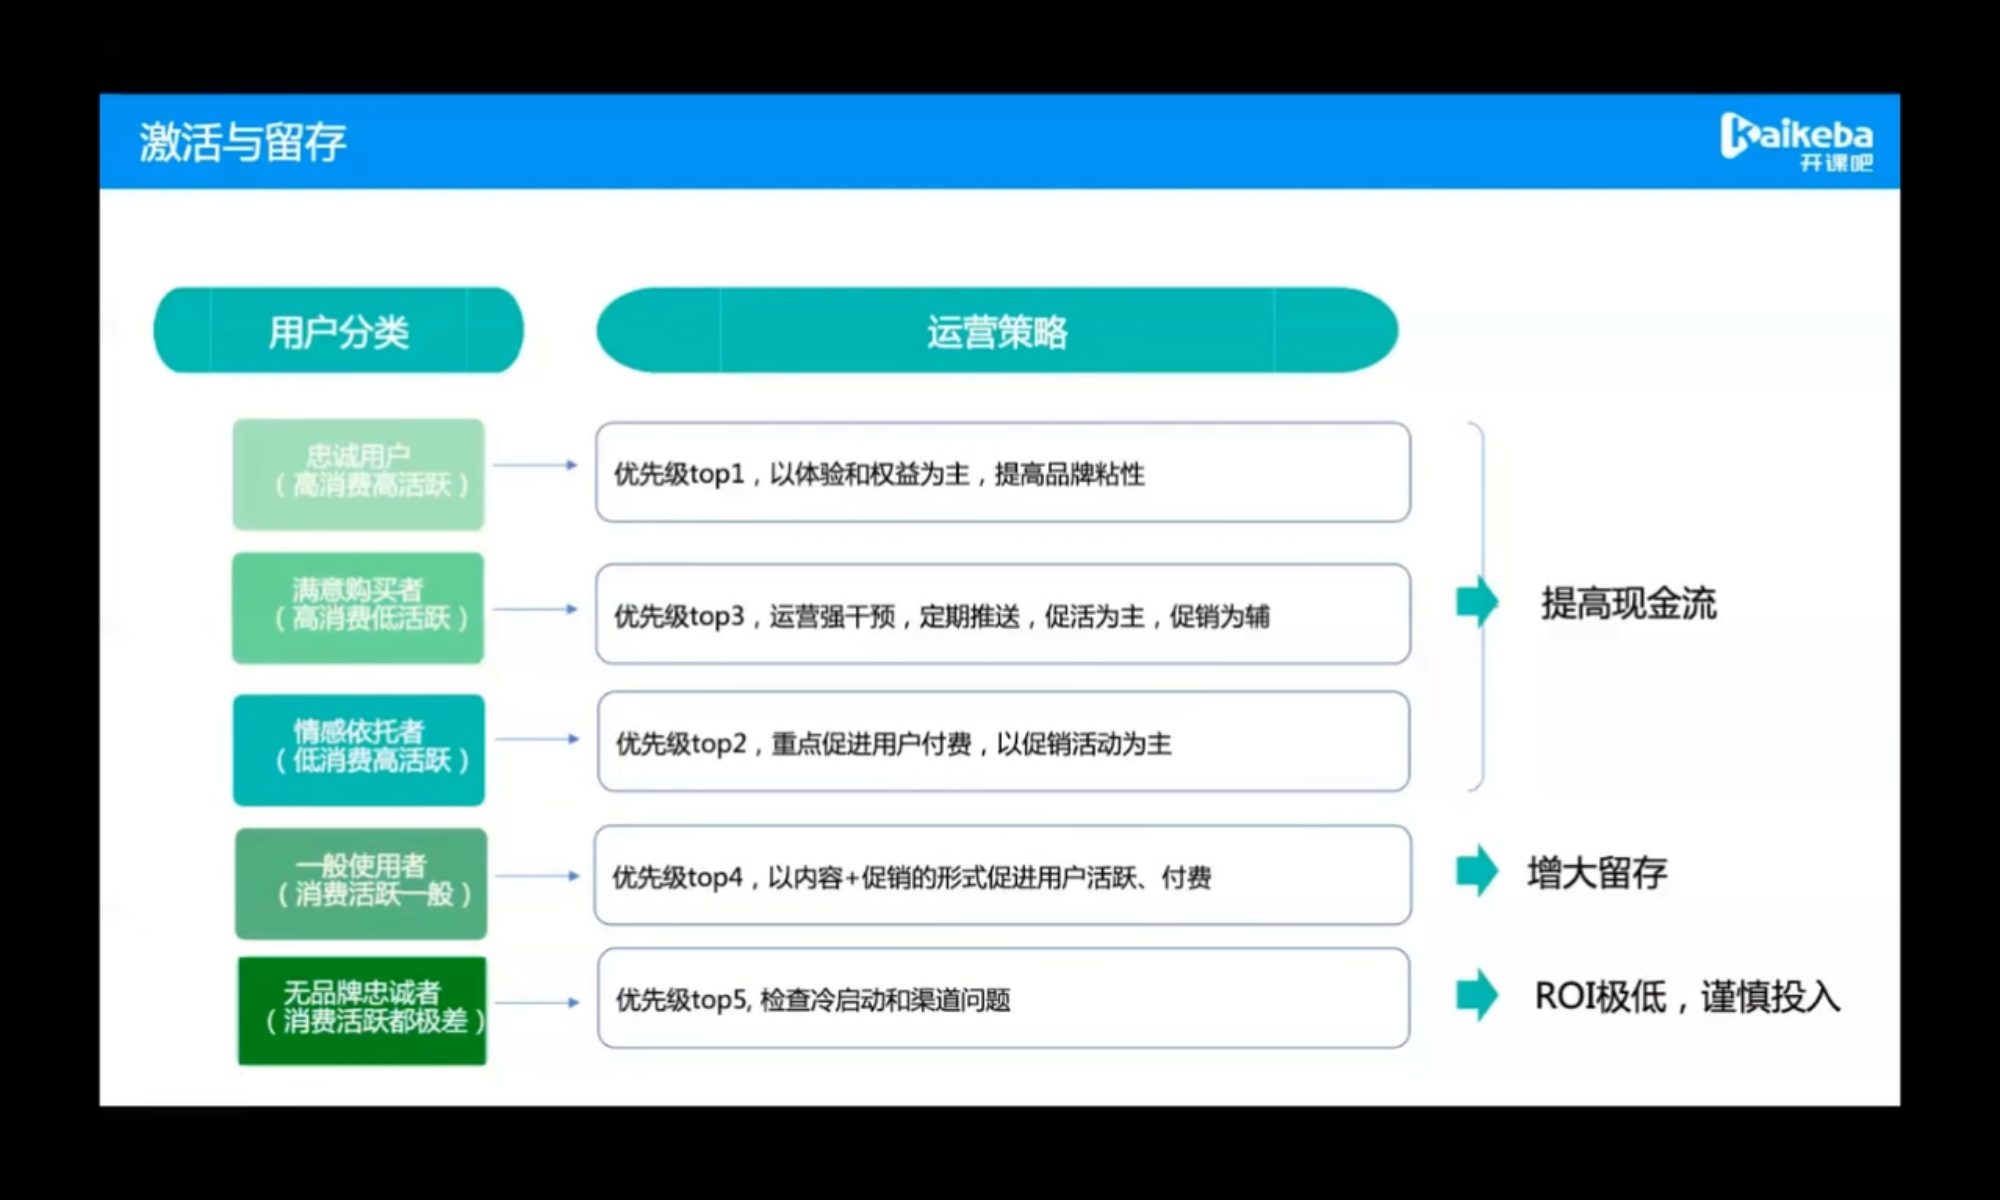 激活与留存
kaikeba
开课吧
用户分类
运营策略
忠诚用户
（高消费高活跃）
优先级top1，以体验和权益为主，提高品牌粘性
满意购买者
（高消费低活跃）
优先级top3，运营强干预，定期推送，促活为主，促销为辅
提高现金流
情感依托者
（低消费高活跃）
优先级top2，重点促进用户付费，以促销活动为主
一般使用者
（消费活跃一般）
优先级top4，以内容+促销的形式促进用户活跃、付费
增大留存
无品牌忠诚者
（消费活跃都极差）
优先级top5, 检查冷启动和渠道问题
ROI极低，谨慎投入